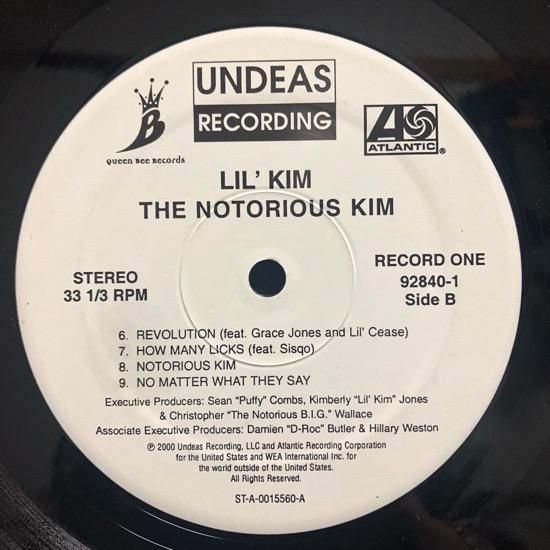 B
UNDEAS
RECORDING
ATLANTIC®
Queen Bee Records
LIL' KIM
THE NOTORIOUS KIM
STEREO
33 1/3 RPM
RECORD ONE
92840-1
Side B
6. REVOLUTION (feat. Grace Jones and Lil' Cease)
7. HOW MANY LICKS (feat. Sisqo)
8. NOTORIOUS KIM
9. NO MATTER WHAT THEY SAY
Executive Producers: Sean "Puffy" Combs, Kimberly "Lil' Kim" Jones
& Christopher "The Notorious B.I.G." Wallace
Associate Executive Producers: Damien "D-Roc" Butler & Hillary Weston
℗ 2000 Undeas Recording, LLC and Atlantic Recording Corporation
for the United States and WEA International Inc. for
the world outside of the United States.
All Rights Reserved.
ST-A-0015560-A